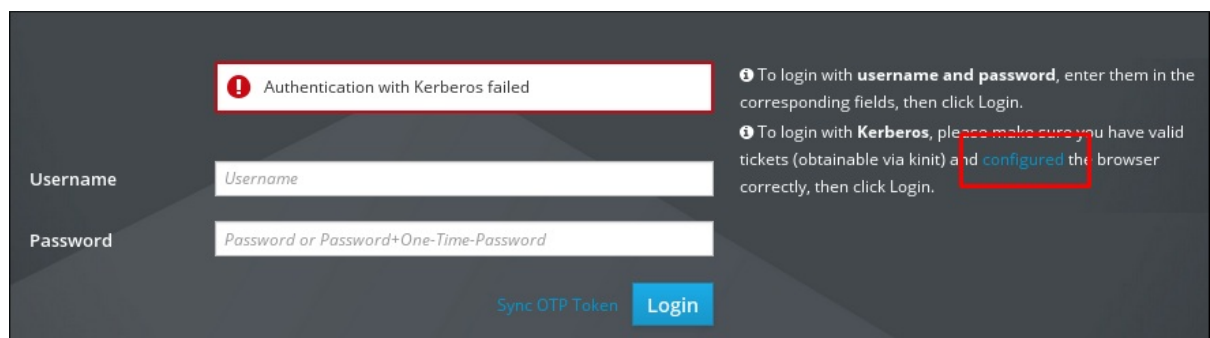 Authentication with Kerberos failed
To login with username and password, enter them in the
corresponding fields, then click Login.
To login with Kerberos, please make sure you have valid
tickets (obtainable via kinit) and configured the browser
correctly, then click Login.
Username
Username
Password
Password or Password+One-Time-Password
Sync OTP Token
Login